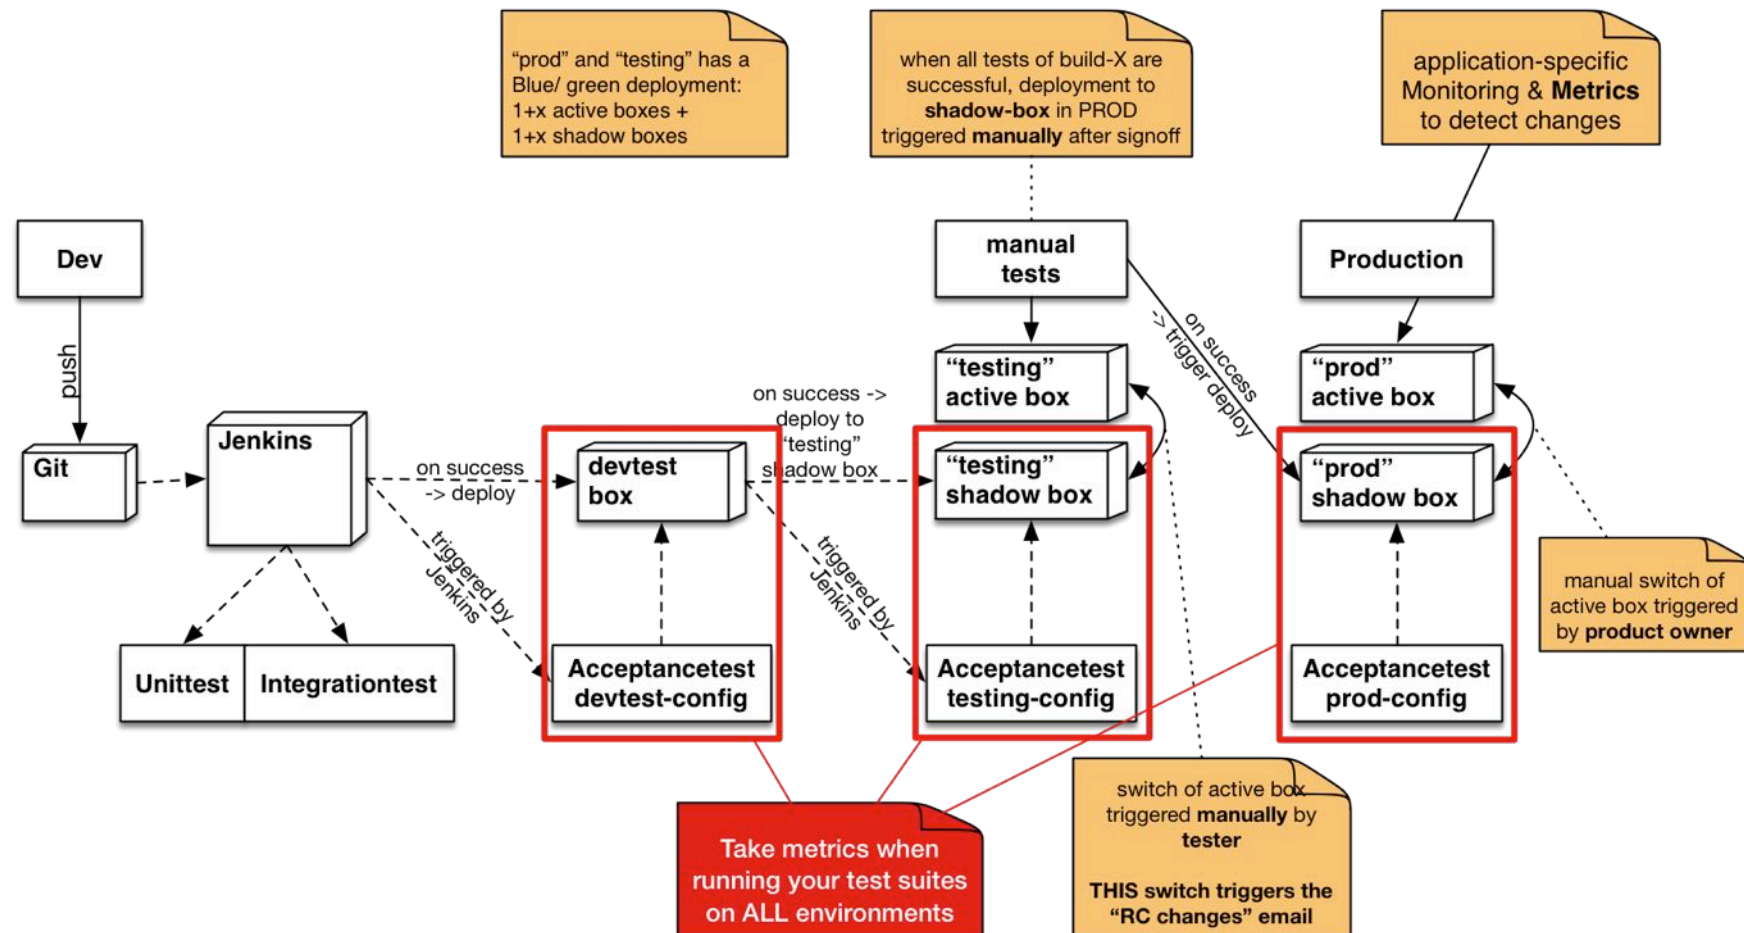 “prod” and “testing” has a
Blue/ green deployment:
1+x active boxes +
1+x shadow boxes
when all tests of build-X are
successful, deployment to
shadow-box in PROD
triggered manually after signoff
application-specific
Monitoring & Metrics
to detect changes
Dev
push
Git
Jenkins
Unittest
Integrationtest
on success
-> deploy
triggered by
Jenkins
devtest
box
Acceptancetest
devtest-config
on success ->
deploy to
“testing”
shadow box
triggered by
Jenkins
manual
tests
“testing”
active box
“testing”
shadow box
Acceptancetest
testing-config
on success
-> trigger deploy
Production
“prod”
active box
“prod”
shadow box
Acceptancetest
prod-config
manual switch of
active box triggered
by product owner
Take metrics when
running your test suites
on ALL environments
switch of active box
triggered manually by
tester
THIS switch triggers the
“RC changes” email